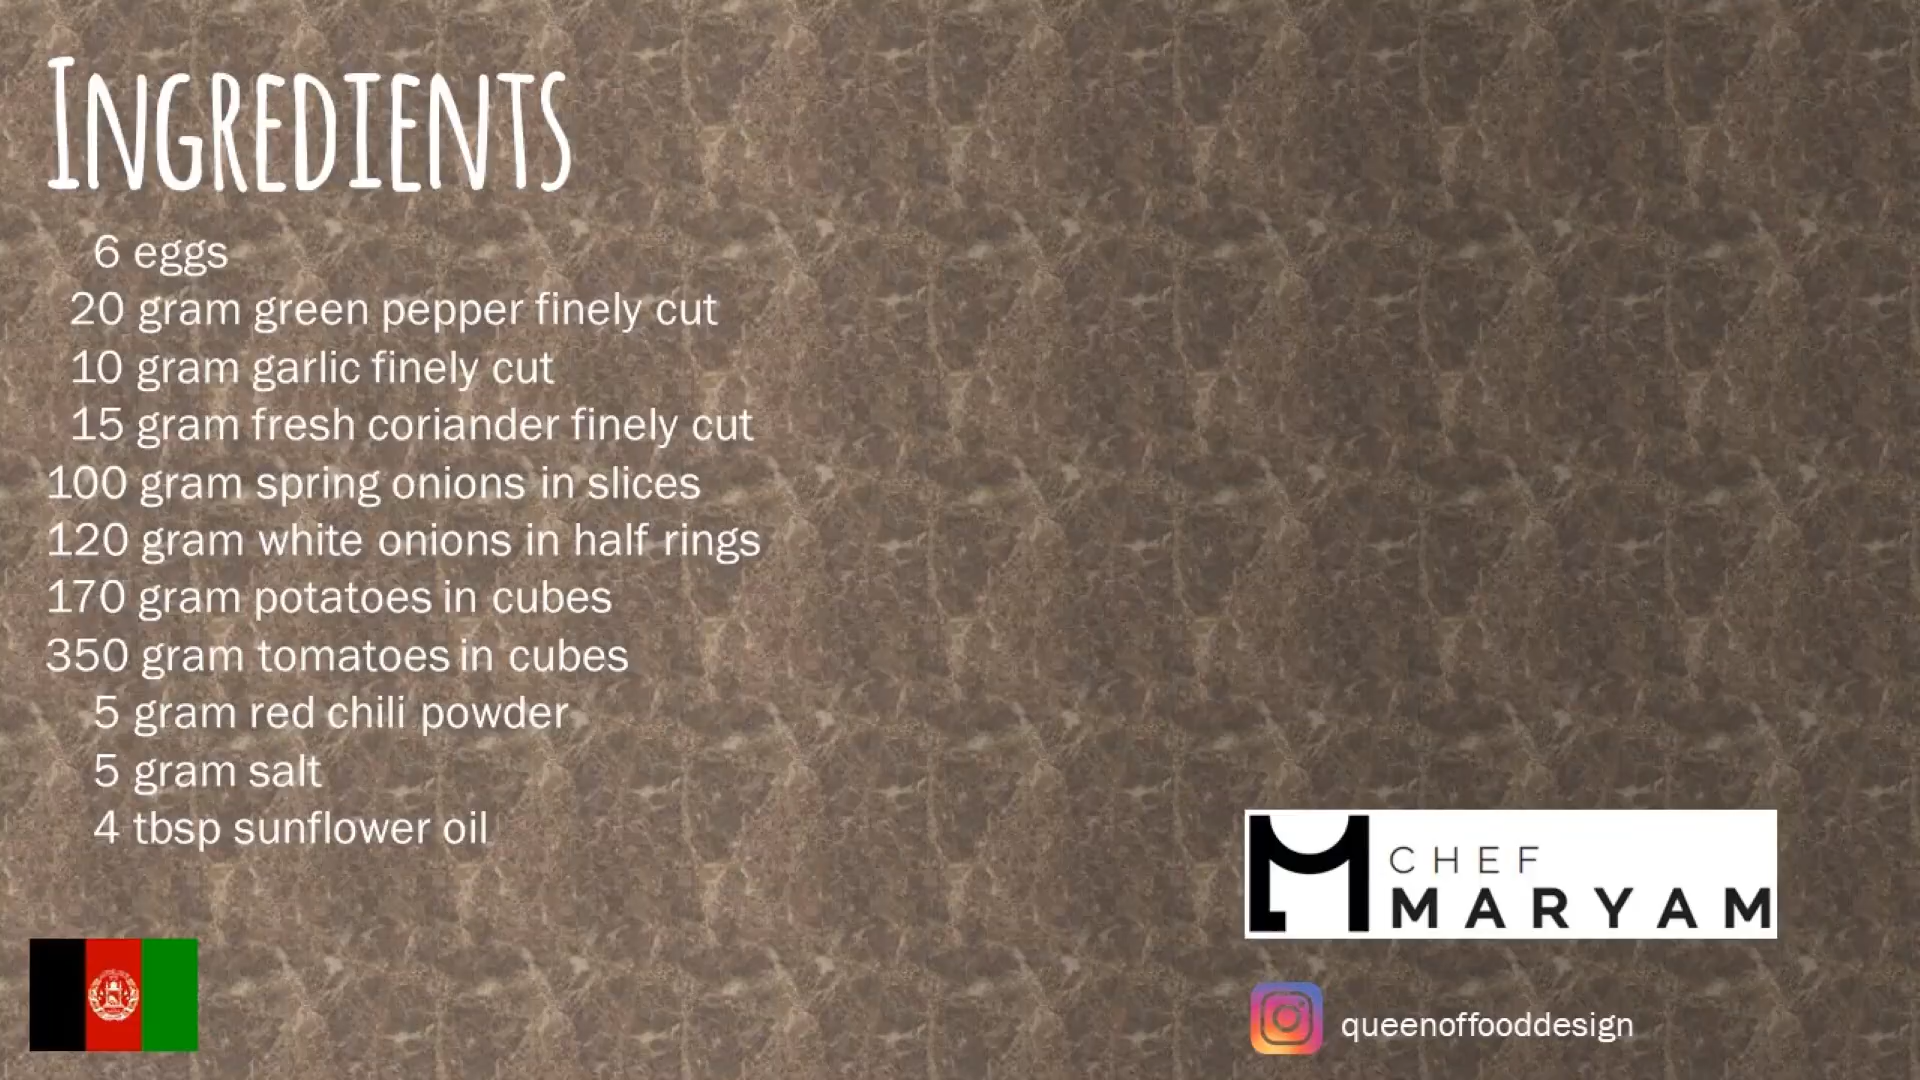 INGREDIENTS
6 eggs
20 gram green pepper finely cut
10 gram garlic finely cut
15 gram fresh coriander finely cut
100 gram spring onions in slices
120 gram white onions in half rings
170 gram potatoes in cubes
350 gram tomatoes in cubes
5 gram red chili powder
5 gram salt
4 tbsp sunflower oil
CHEF
MARYAM
queenoffooddesign